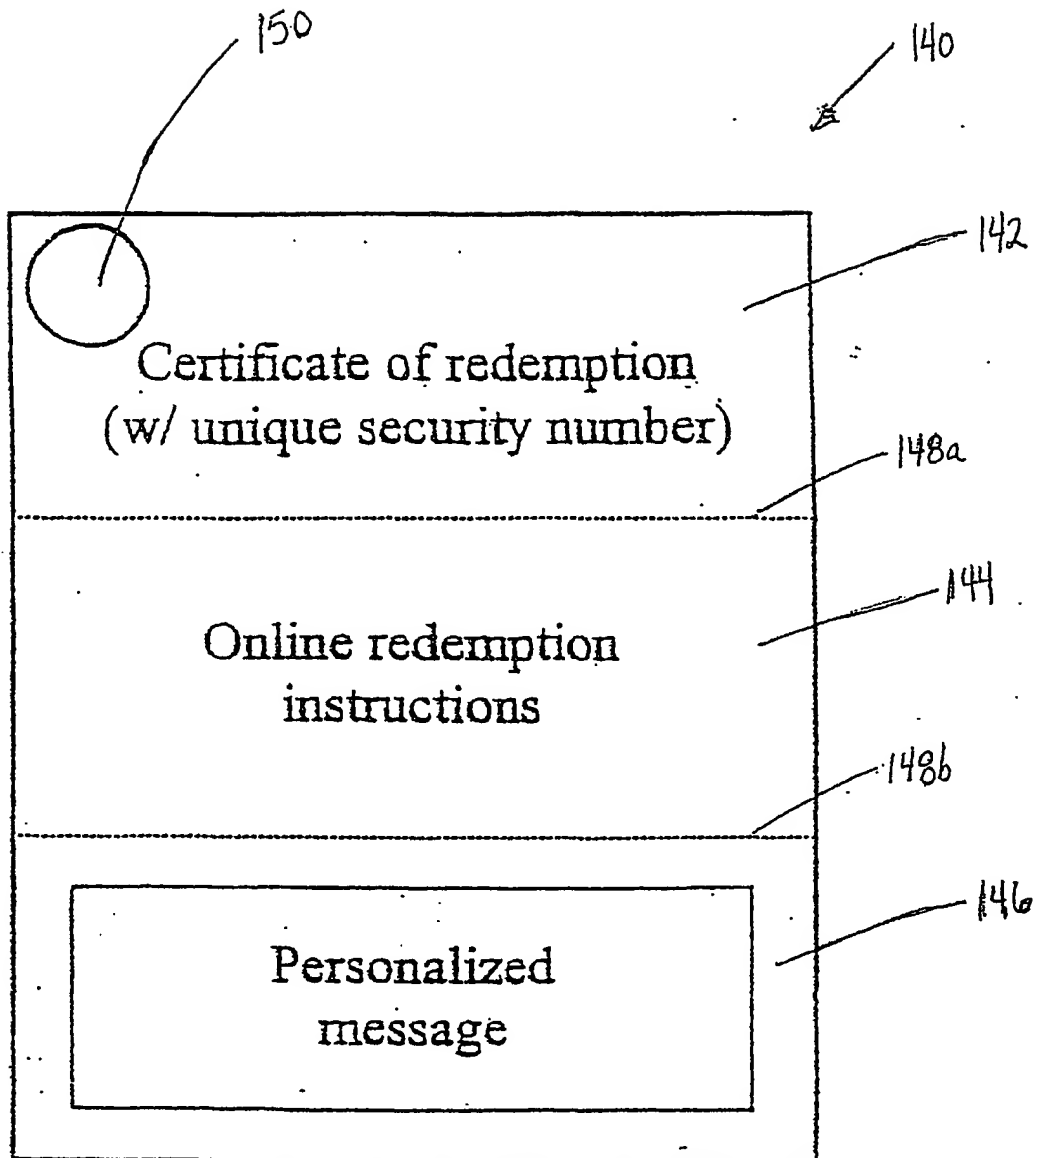 150
140
142
Certificate of redemption
(w/ unique security number)
148a
144
Online redemption
instructions
148b
146
Personalized
message